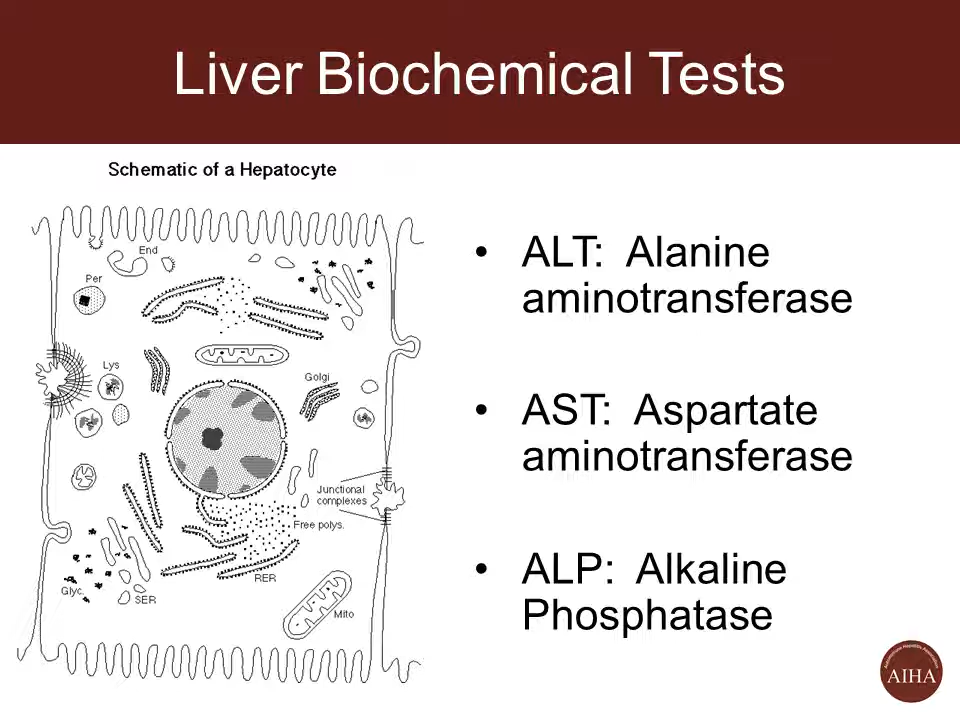 Liver Biochemical Tests
Schematic of a Hepatocyte
End
Per
Lys
Golgi
Junctional
complexes
Free polys.
RER
Glyc.
SER
Mito
• ALT: Alanine
aminotransferase
• AST: Aspartate
aminotransferase
• ALP: Alkaline
Phosphatase
AIHA